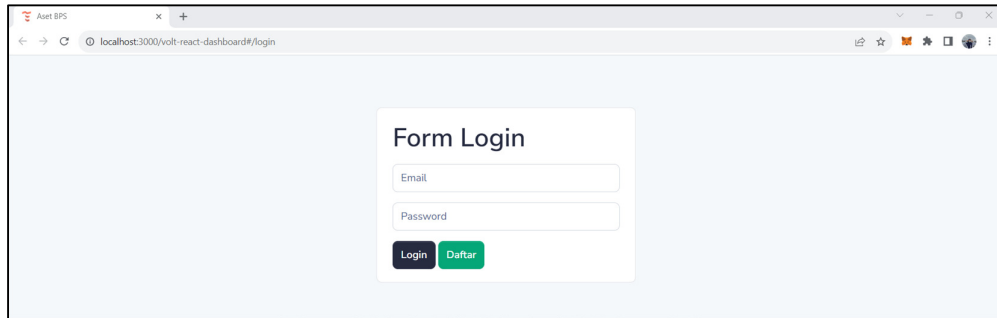 Aset BPS
localhost:3000/volt-react-dashboard#/login
Form Login
Email
Password
Login Daftar